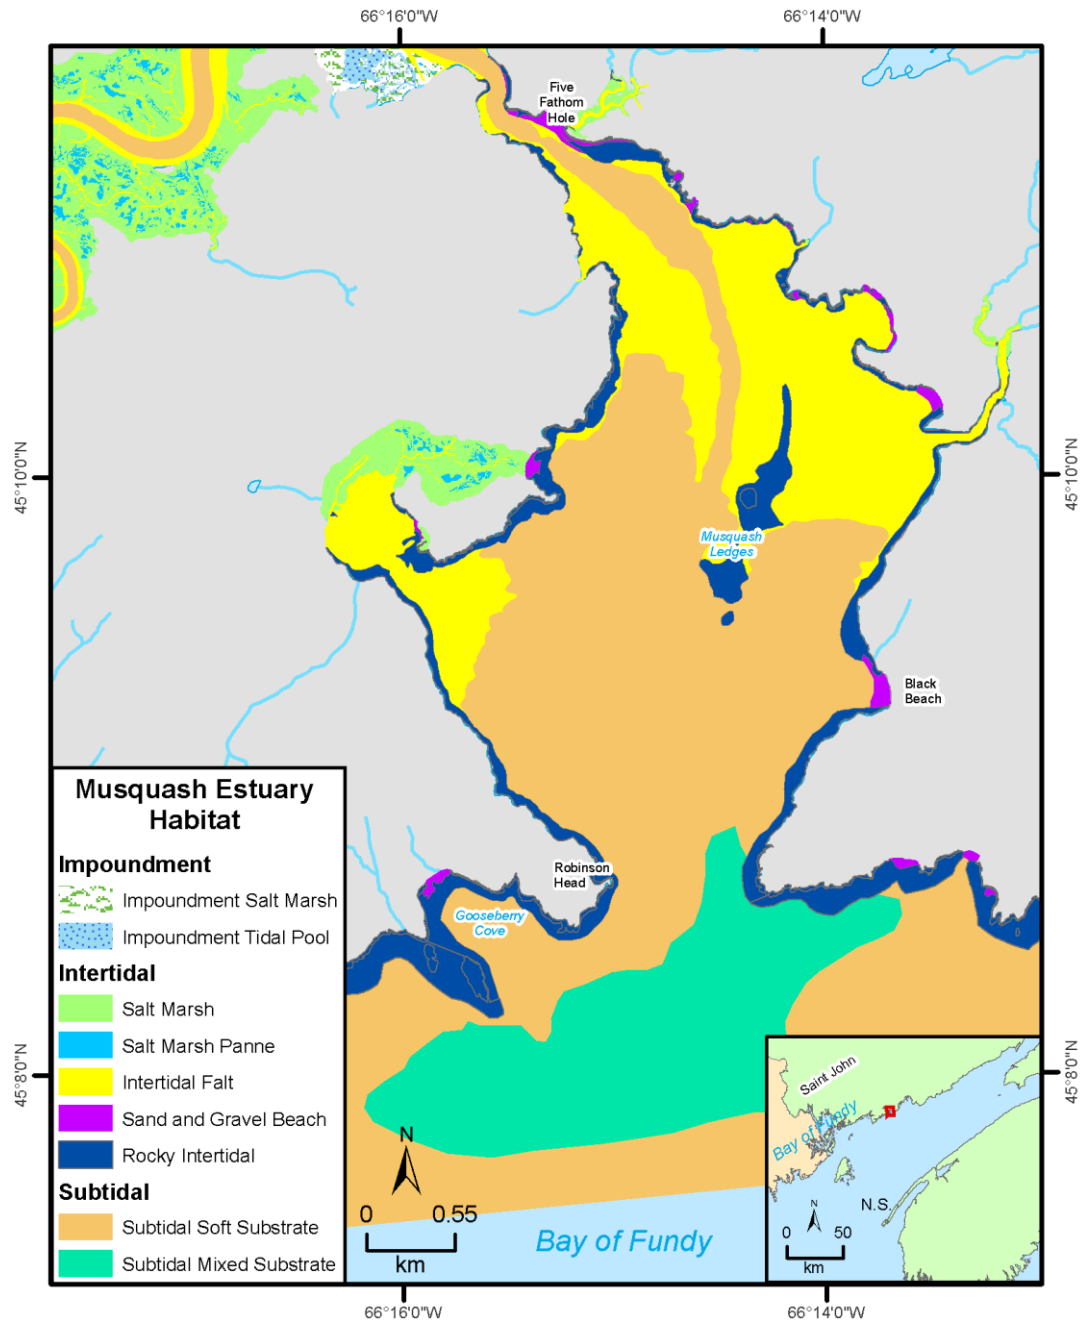 66°16'0"W
66°14'0"W
Five
Fathom
Hole
45°10'0"N
45°10'0"N
Musquash
Ledges
Black
Beach
Robinson
Head
Gooseberry
Cove
Musquash Estuary
Habitat
Impoundment
Impoundment Salt Marsh
Impoundment Tidal Pool
Intertidal
Salt Marsh
Salt Marsh Panne
Intertidal Falt
Sand and Gravel Beach
Rocky Intertidal
Subtidal
Subtidal Soft Substrate
Subtidal Mixed Substrate
45°8'0"N
45°8'0"N
N
0 0.55
km
Bay of Fundy
Saint John
Bay of Fundy
N.S.
N
0 50
km
66°16'0"W
66°14'0"W